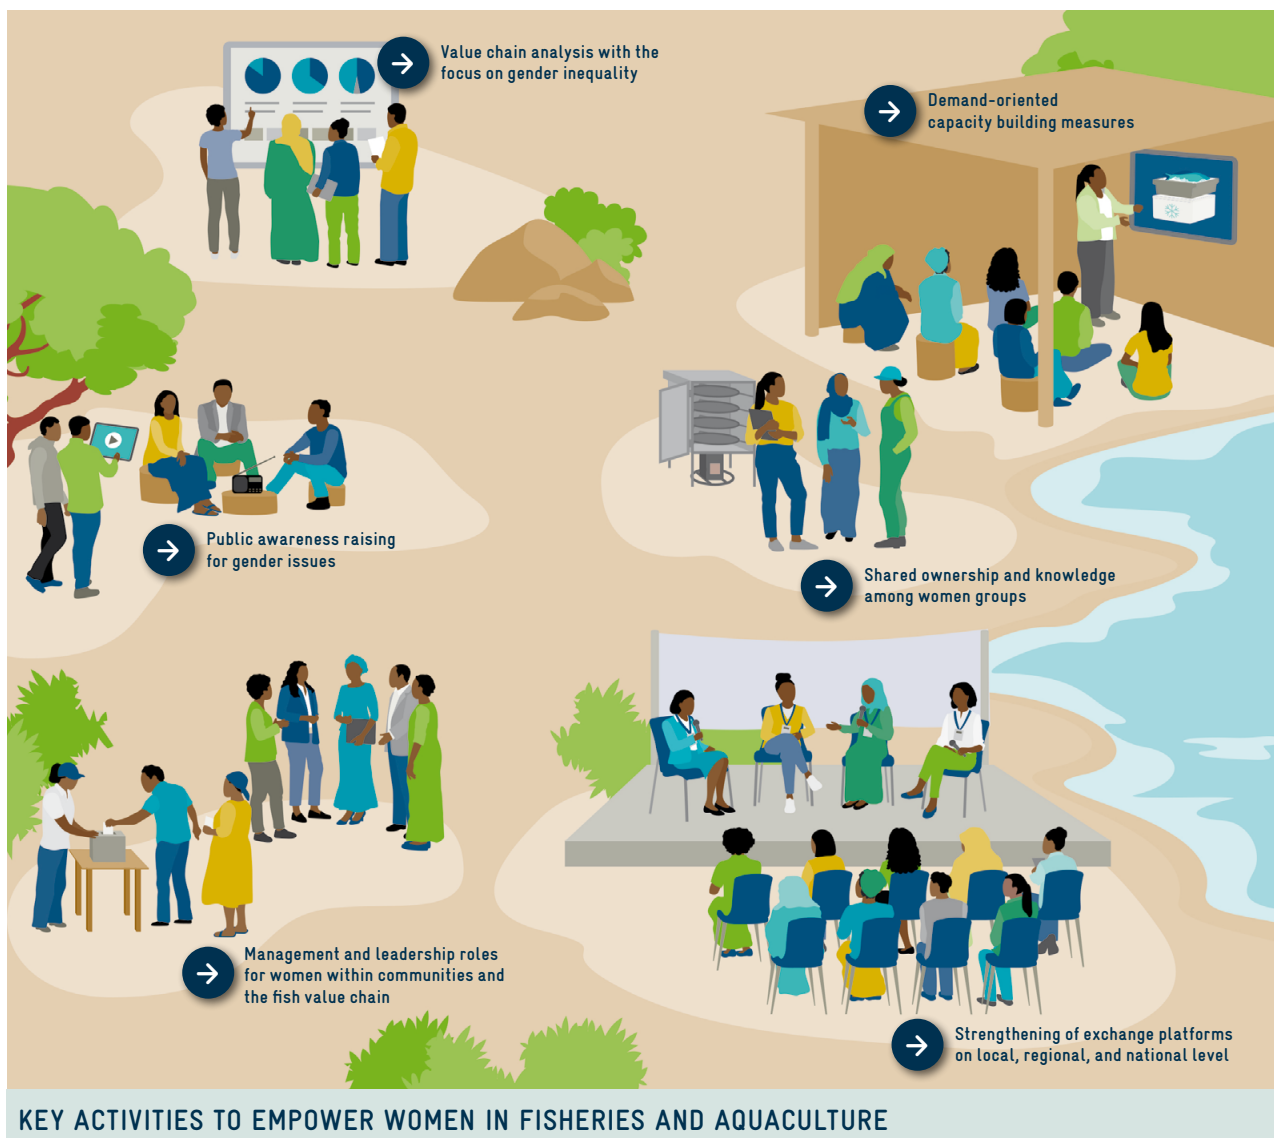 Value chain analysis with the
focus on gender inequality
Demand-oriented
capacity building measures
Public awareness raising
for gender issues
Shared ownership and knowledge
among women groups
Management and leadership roles
for women within communities and
the fish value chain
Strengthening of exchange platforms
on local, regional, and national level
KEY ACTIVITIES TO EMPOWER WOMEN IN FISHERIES AND AQUACULTURE